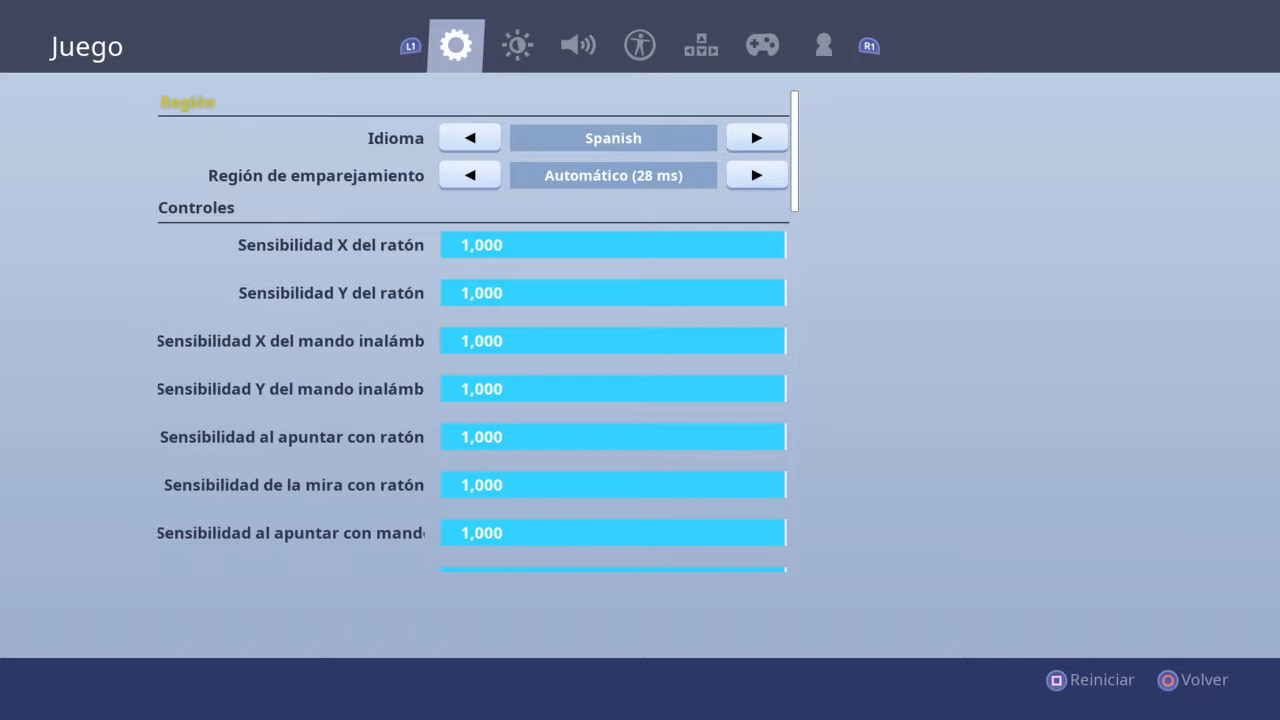 Juego
L1
R1
Región
Idioma
Spanish
Región de emparejamiento
Automático (28 ms)
Controles
Sensibilidad X del ratón
1,000
Sensibilidad Y del ratón
1,000
Sensibilidad X del mando inalámb
1,000
Sensibilidad Y del mando inalámb
1,000
Sensibilidad al apuntar con ratón
1,000
Sensibilidad de la mira con ratón
1,000
Sensibilidad al apuntar con mand
1,000
Reiniciar
Volver